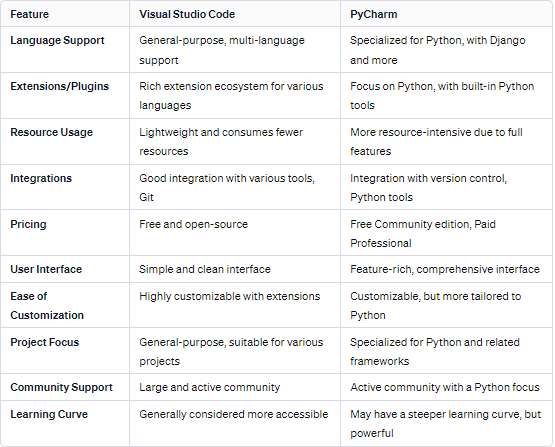 Feature Visual Studio Code PyCharm
Language Support General-purpose, multi-language Specialized for Python, with Django
support and more
Extensions/Plugins Rich extension ecosystem for various Focus on Python, with built-in Python
languages tools
Resource Usage Lightweight and consumes fewer More resource-intensive due to full
resources features
Integrations Good integration with various tools, Integration with version control,
Git Python tools
Pricing Free and open-source Free Community edition, Paid
Professional
User Interface Simple and clean interface Feature-rich, comprehensive interface
Ease of Highly customizable with extensions Customizable, but more tailored to
Customization Python
Project Focus General-purpose, suitable for various Specialized for Python and related
projects frameworks
Community Support Large and active community Active community with a Python focus
Learning Curve Generally considered more accessible May have a steeper learning curve, but
powerful